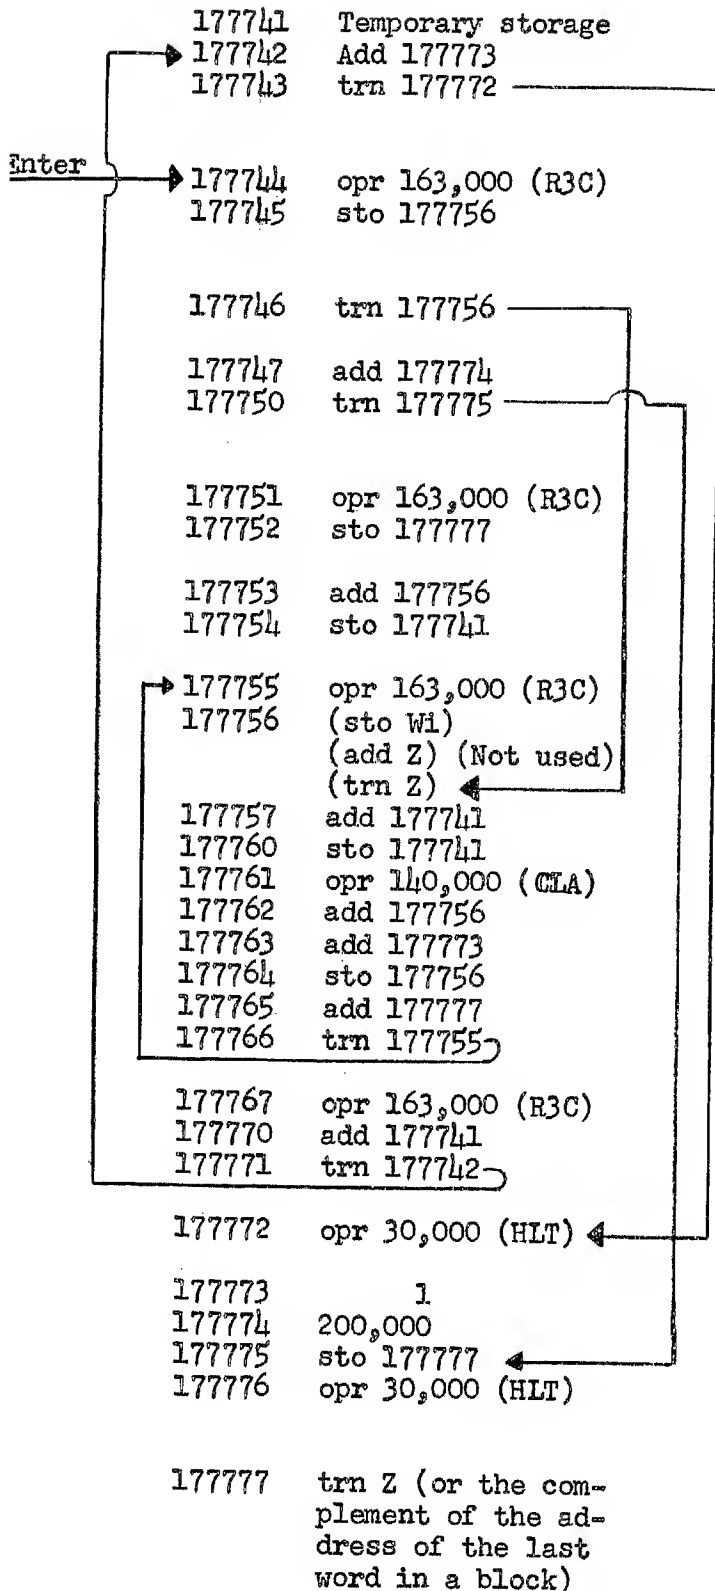 177741 Temporary storage
177742 Add 177773
177743 trn 177772
Enter
177744 opr 163,000 (R3C)
177745 sto 177756
177746 trn 177756
177747 add 177774
177750 trn 177775
177751 opr 163,000 (R3C)
177752 sto 177777
177753 add 177756
177754 sto 177741
177755 opr 163,000 (R3C)
177756 (sto Wi)
(add Z) (Not used)
(trn Z)
177757 add 177741
177760 sto 177741
177761 opr 140,000 (CLA)
177762 add 177756
177763 add 177773
177764 sto 177756
177765 add 177777
177766 trn 177755
177767 opr 163,000 (R3C)
177770 add 177741
177771 trn 177742
177772 opr 30,000 (HLT)
177773 1
177774 200,000
177775 sto 177777
177776 opr 30,000 (HLT)
177777 trn Z (or the com-
plement of the ad-
dress of the last
word in a block)